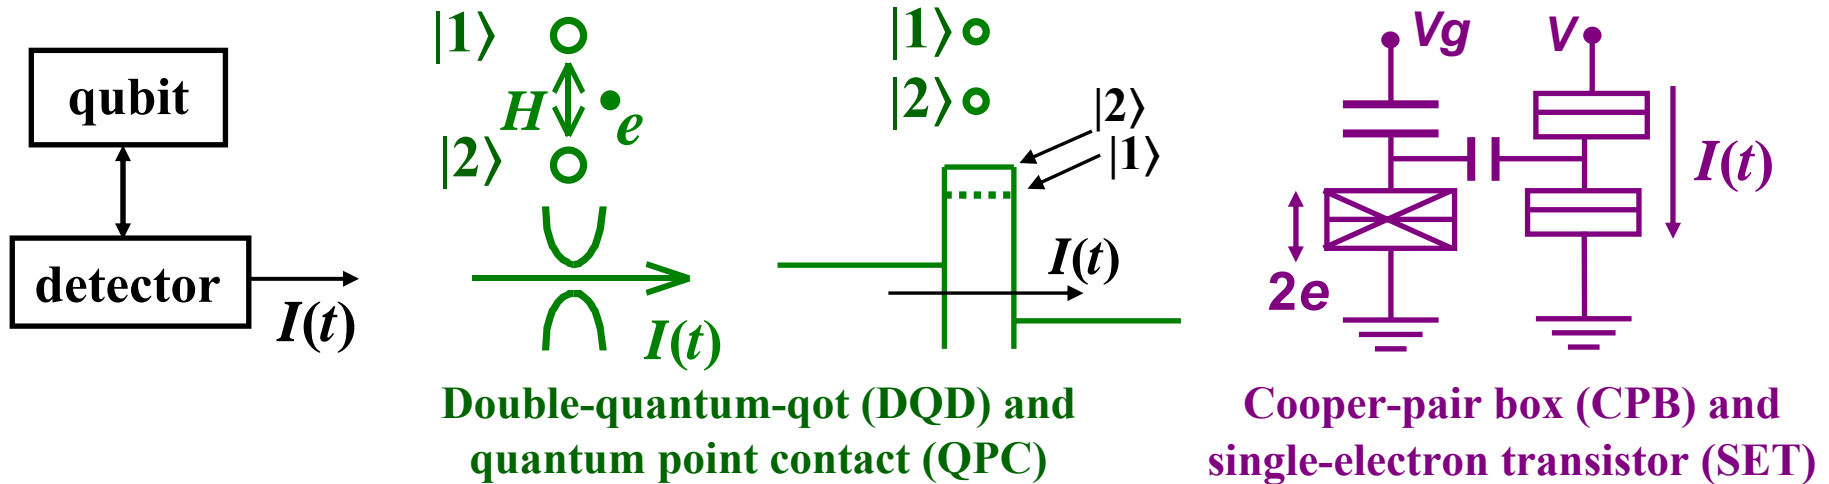 qubit
detector
I(t)
|1⟩
H
e
|2⟩
I(t)
|1⟩
|2⟩
|2⟩
|1⟩
I(t)
Double-quantum-qot (DQD) and
quantum point contact (QPC)
Vg
V
I(t)
2e
Cooper-pair box (CPB) and
single-electron transistor (SET)